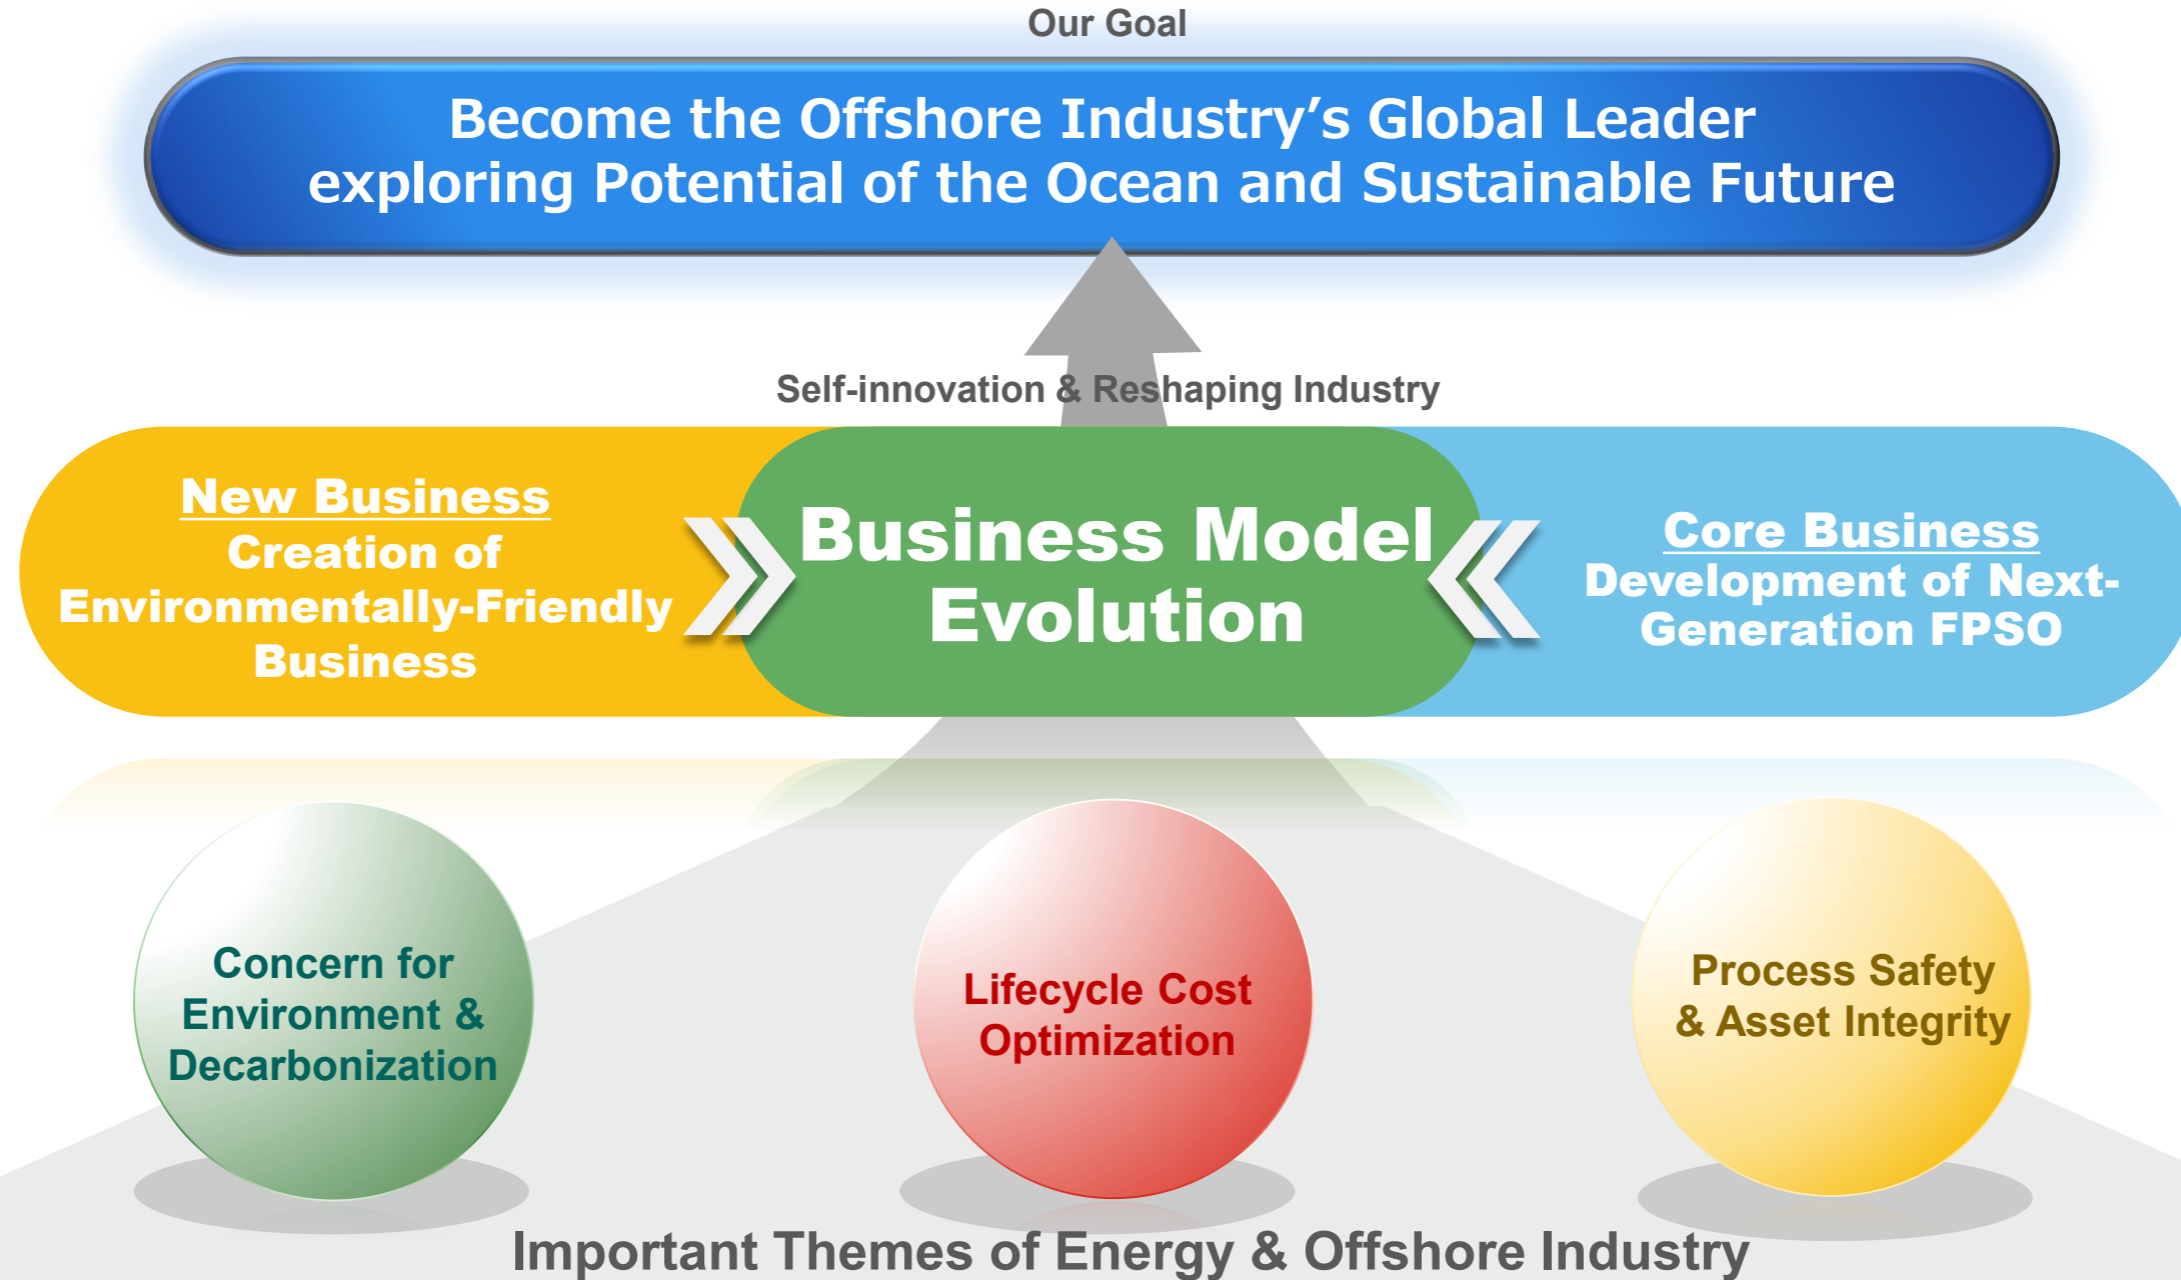 Our Goal
Become the Offshore Industry’s Global Leader
exploring Potential of the Ocean and Sustainable Future
Self-innovation & Reshaping Industry
New Business
Creation of
Environmentally-Friendly
Business
Business Model
Evolution
Core Business
Development of Next-
Generation FPSO
Concern for
Environment &
Decarbonization
Lifecycle Cost
Optimization
Process Safety
& Asset Integrity
Important Themes of Energy & Offshore Industry